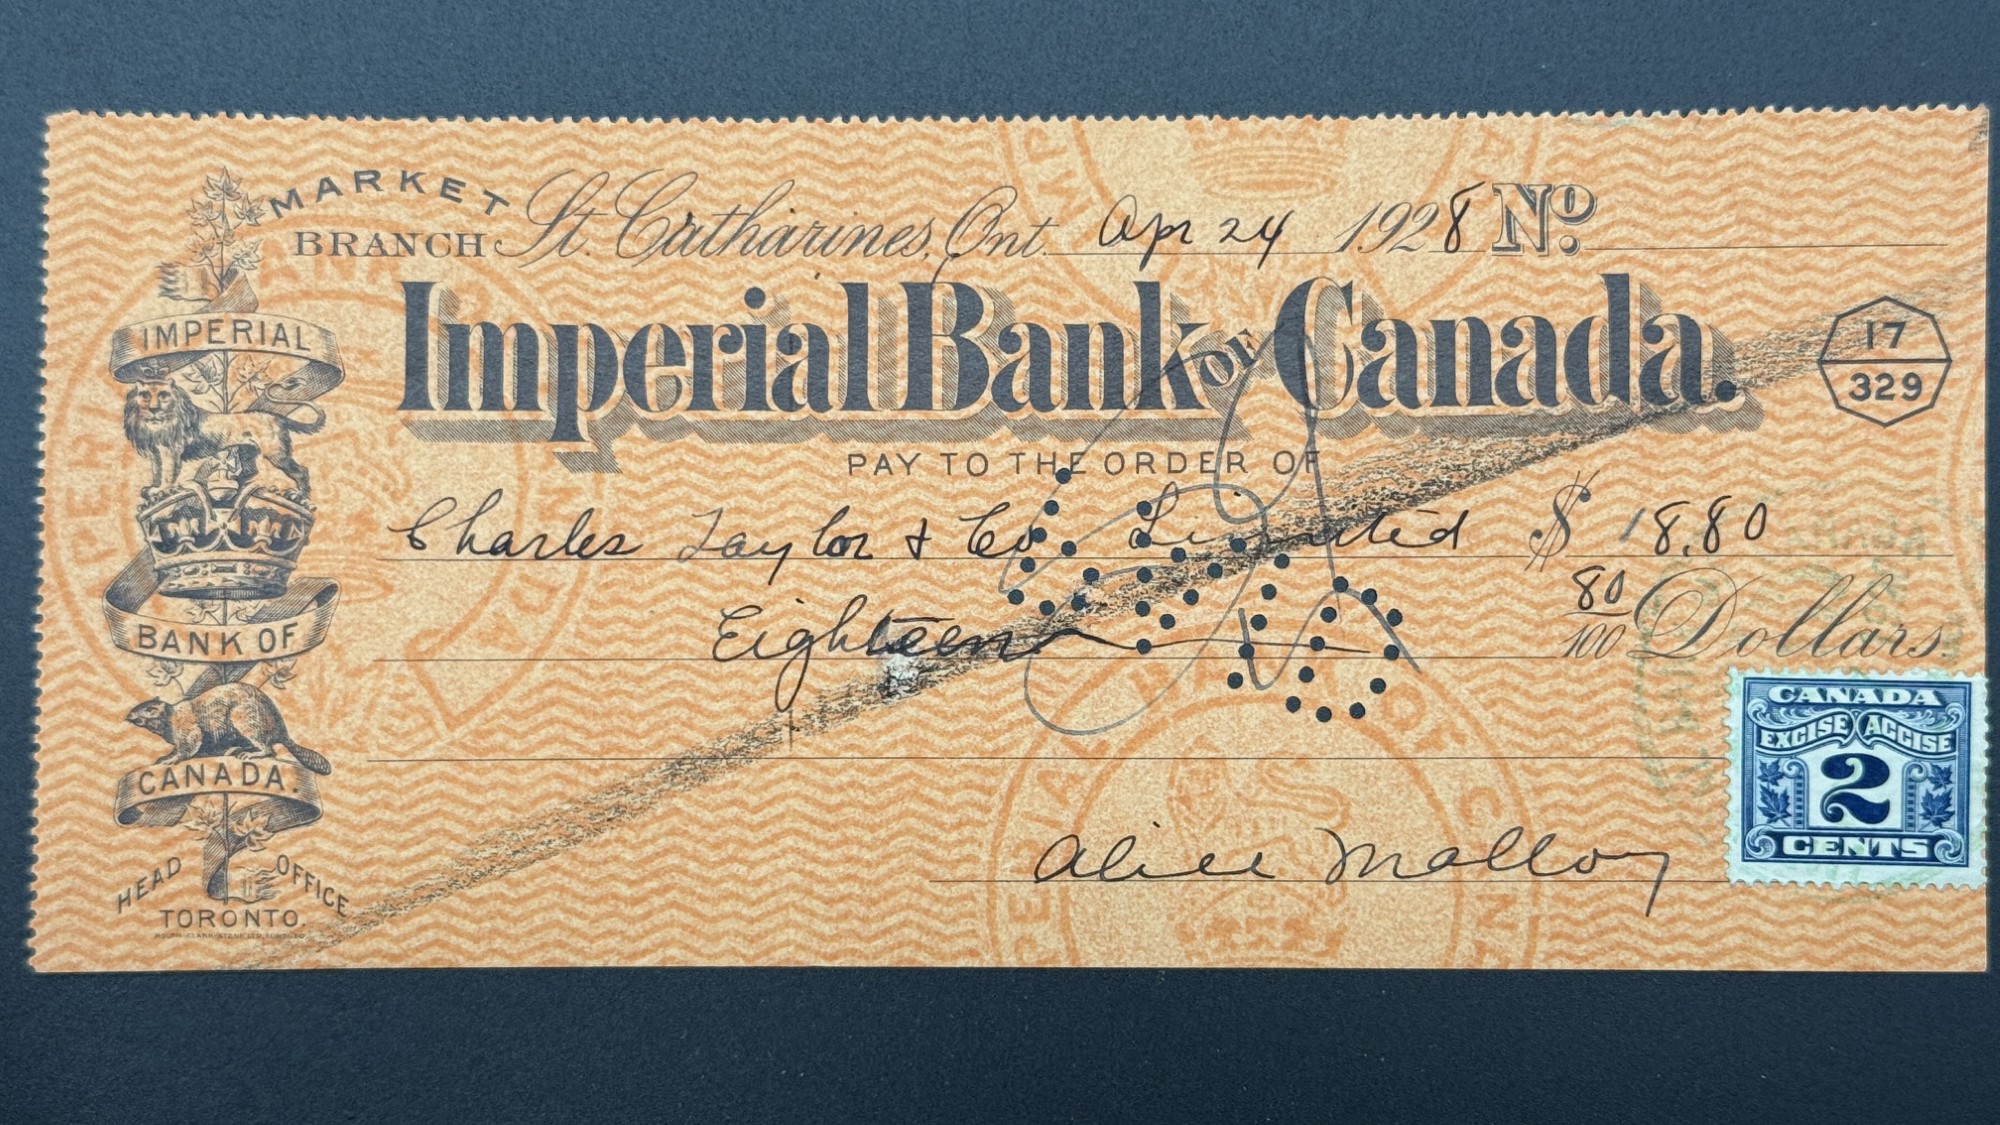 MARKET
BRANCH St. Catharines, Ont. Apr 24 1928 No.
Imperial Bank OF Canada.
17
329
PAY TO THE ORDER OF
Charles Taylor & Co. Limited $ 18.80
Eighteen 80/100 Dollars.
Alice Malloy
IMPERIAL
BANK OF
CANADA.
HEAD OFFICE
TORONTO.
CANADA
EXCISE ACCISE
2
CENTS
PAID